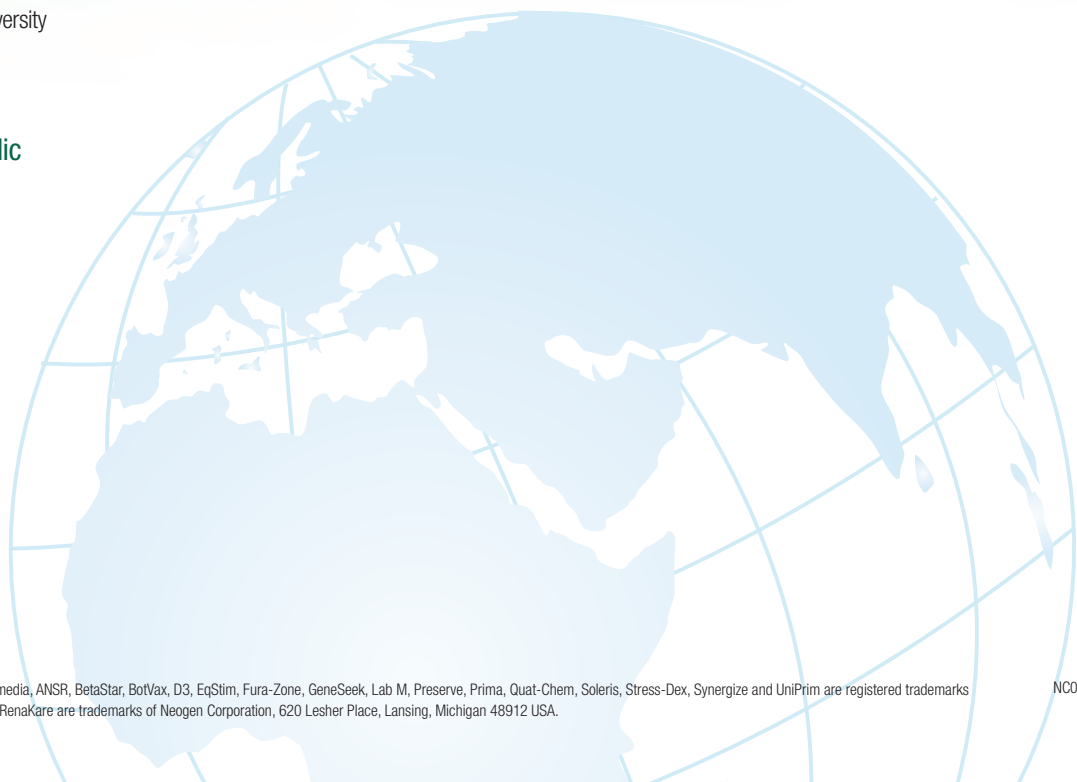 versity
lic
media, ANSR, BetaStar, BotVax, D3, EqStim, Fura-Zone, GeneSeek, Lab M, Preserve, Prima, Quat-Chem, Soleris, Stress-Dex, Synergize and UniPrim are registered trademarks
NC0
RenaKare are trademarks of Neogen Corporation, 620 Lesher Place, Lansing, Michigan 48912 USA.